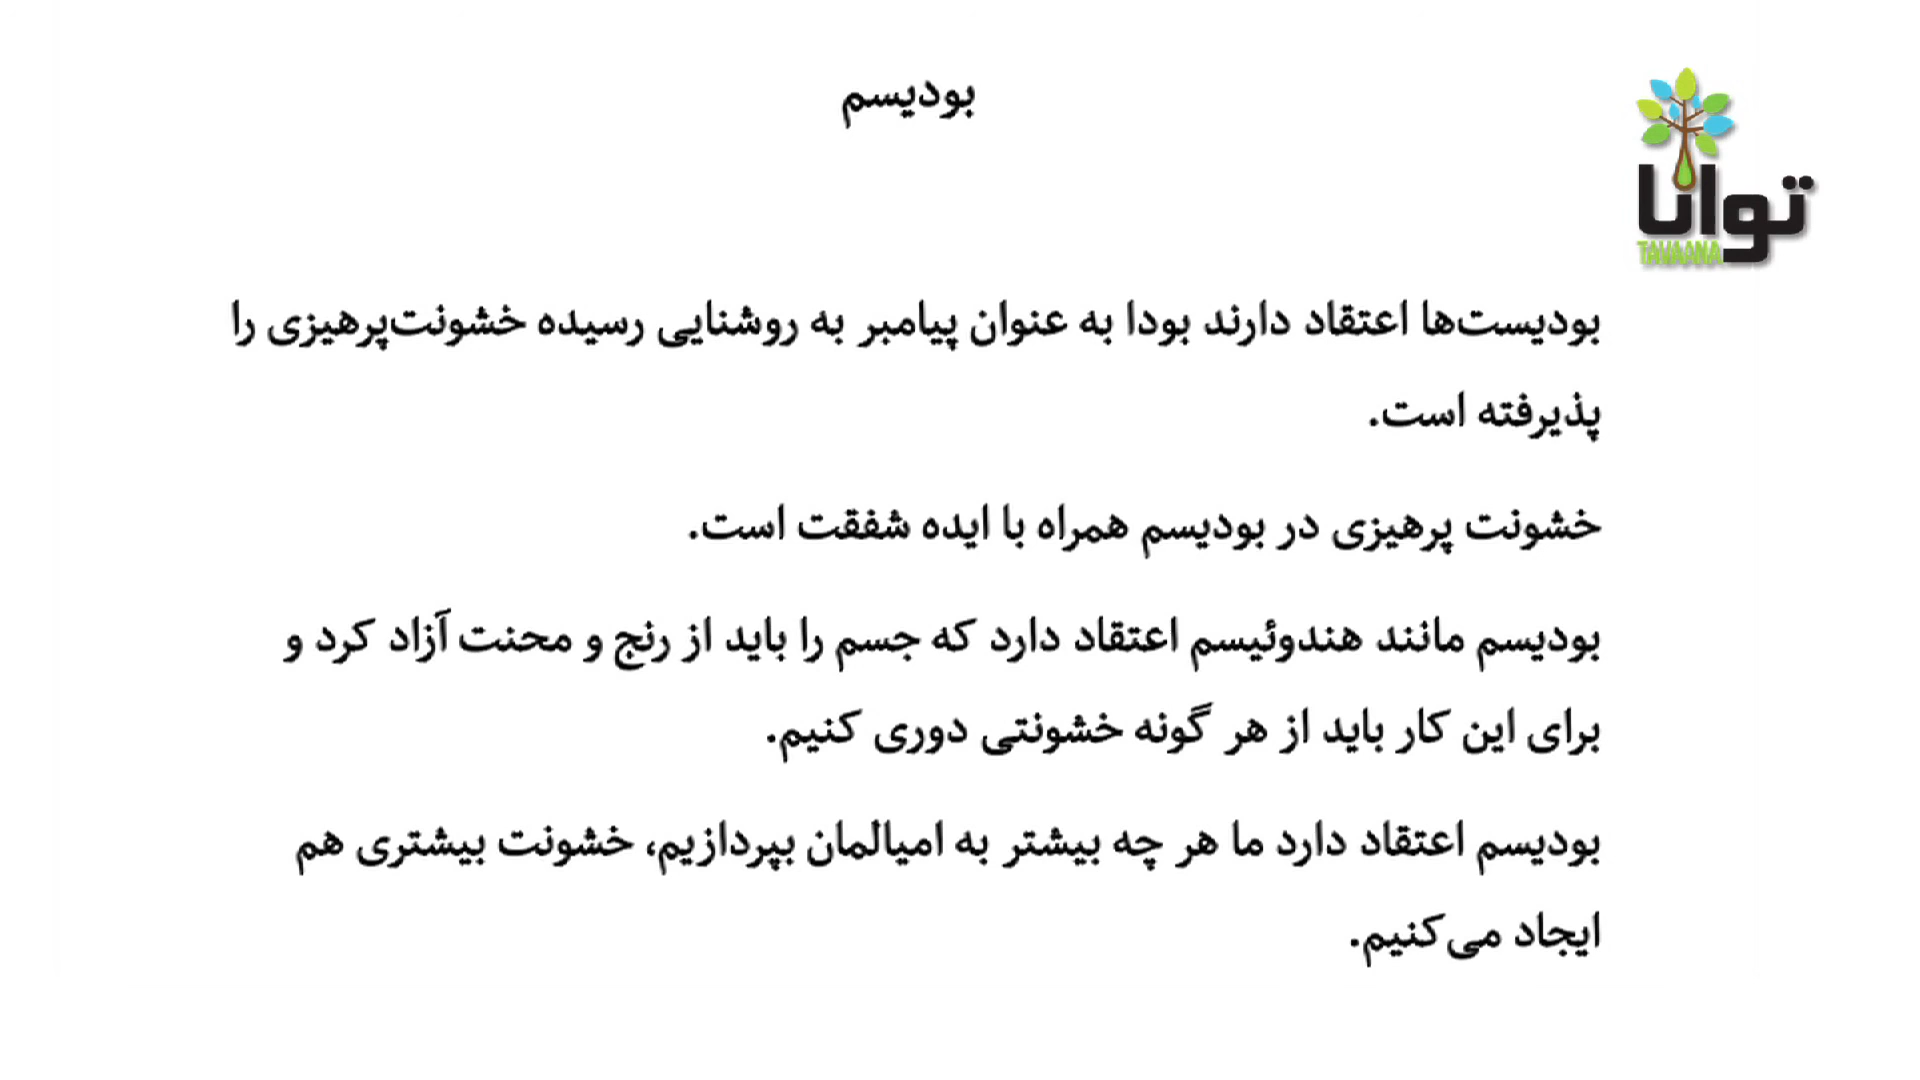 بودیسم
توانا
TAVAANA
بودیست‌ها اعتقاد دارند بودا به عنوان پیامبر به روشنایی رسیده خشونت‌پرهیزی را
پذیرفته است.
خشونت پرهیزی در بودیسم همراه با ایده شفقت است.
بودیسم مانند هندوئیسم اعتقاد دارد که جسم را باید از رنج و محنت آزاد کرد و
برای این کار باید از هر گونه خشونتی دوری کنیم.
بودیسم اعتقاد دارد ما هر چه بیشتر به امیالمان بپردازیم، خشونت بیشتری هم
ایجاد می‌کنیم.